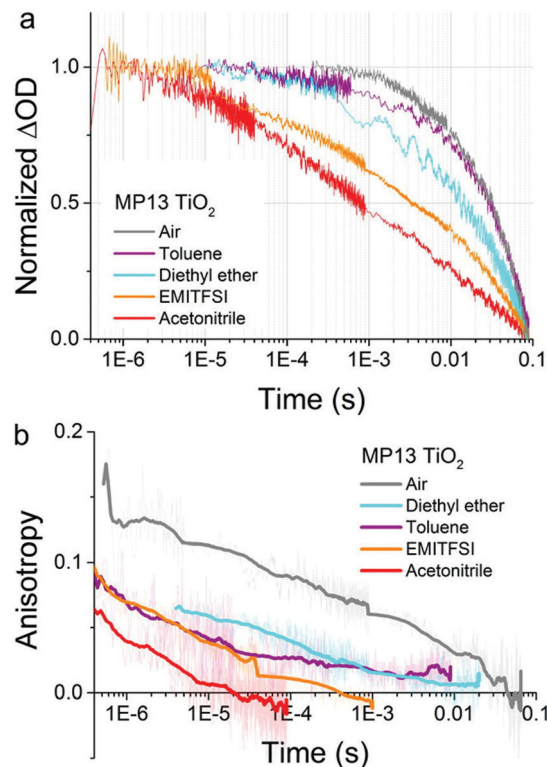 a
1.0
0.5
0.0
Normalized ΔOD
MP13 TiO2
Air
Toluene
Diethyl ether
EMITFSI
Acetonitrile
1E-6 1E-5 1E-4 1E-3 0.01 0.1
Time (s)
b
0.2
0.1
0.0
Anisotropy
MP13 TiO2
Air
Diethyl ether
Toluene
EMITFSI
Acetonitrile
1E-6 1E-5 1E-4 1E-3 0.01 0.1
Time (s)